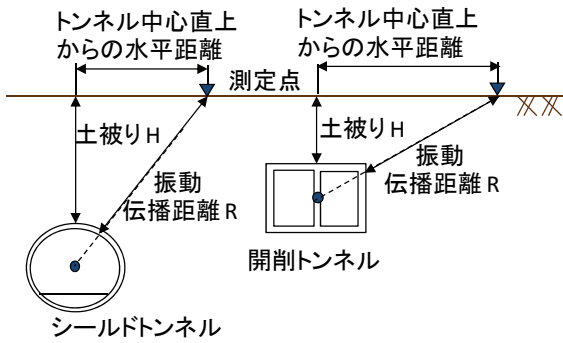 トンネル中心直上
からの水平距離
トンネル中心直上
からの水平距離
測定点
土被りH
振動
伝播距離R
シールドトンネル
土被りH
振動
伝播距離R
開削トンネル